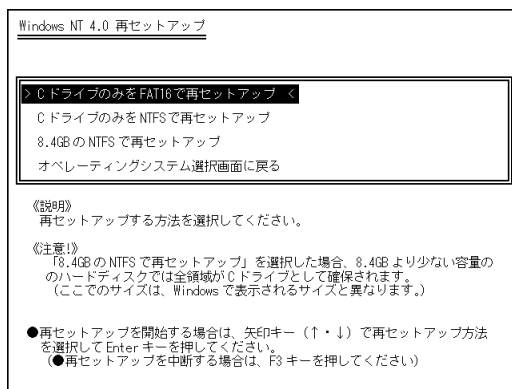 Windows NT 4.0 再セットアップ
> C ドライブのみを FAT16 で再セットアップ <
C ドライブのみを NTFS で再セットアップ
8.4GB の NTFS で再セットアップ
オペレーティングシステム選択画面に戻る
《説明》
再セットアップする方法を選択してください。
《注意!》
「8.4GB の NTFS で再セットアップ」を選択した場合、8.4GB より少ない容量の
のハードディスクでは全領域が C ドライブとして確保されます。
(ここでのサイズは、Windows で表示されるサイズと異なります。)
●再セットアップを開始する場合は、矢印キー(↑・↓)で再セットアップ方法
を選択して Enter キーを押してください。
(●再セットアップを中断する場合は、F3 キーを押してください)